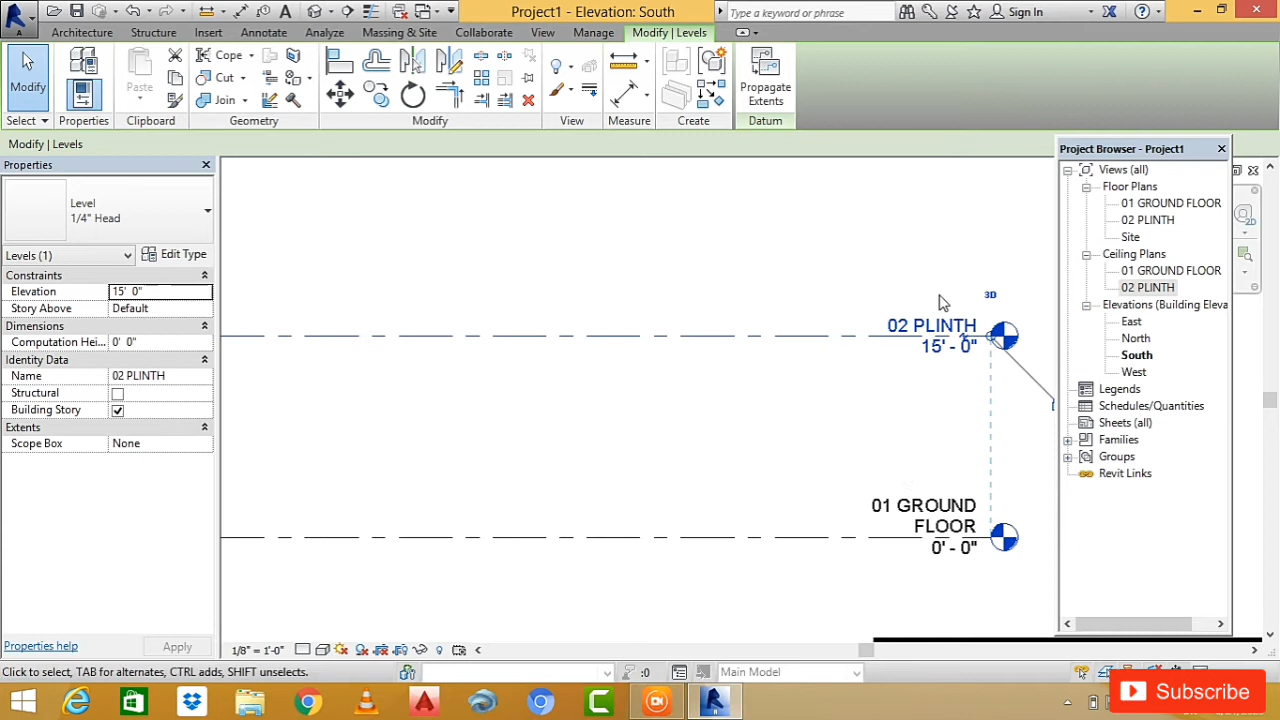 Project1 - Elevation: South
Type a keyword or phrase
Sign In
Architecture Structure Insert Annotate Analyze Massing & Site Collaborate View Manage Modify | Levels
Modify
Paste
Cope
Cut
Join
Propagate
Extents
Select Properties Clipboard Geometry Modify View Measure Create Datum
Modify | Levels
Properties
Level
1/4" Head
Levels (1)
Edit Type
Constraints
Elevation 15' 0"
Story Above Default
Dimensions
Computation Hei... 0' 0"
Identity Data
Name 02 PLINTH
Structural
Building Story
Extents
Scope Box None
Properties help
Apply
3D
02 PLINTH
15' - 0"
01 GROUND
FLOOR
0' - 0"
Project Browser - Project1
Views (all)
Floor Plans
01 GROUND FLOOR
02 PLINTH
Site
Ceiling Plans
01 GROUND FLOOR
02 PLINTH
Elevations (Building Eleva
East
North
South
West
Legends
Schedules/Quantities
Sheets (all)
Families
Groups
Revit Links
2D
1/8" = 1'-0"
Click to select, TAB for alternates, CTRL adds, SHIFT unselects.
:0
Main Model
Subscribe